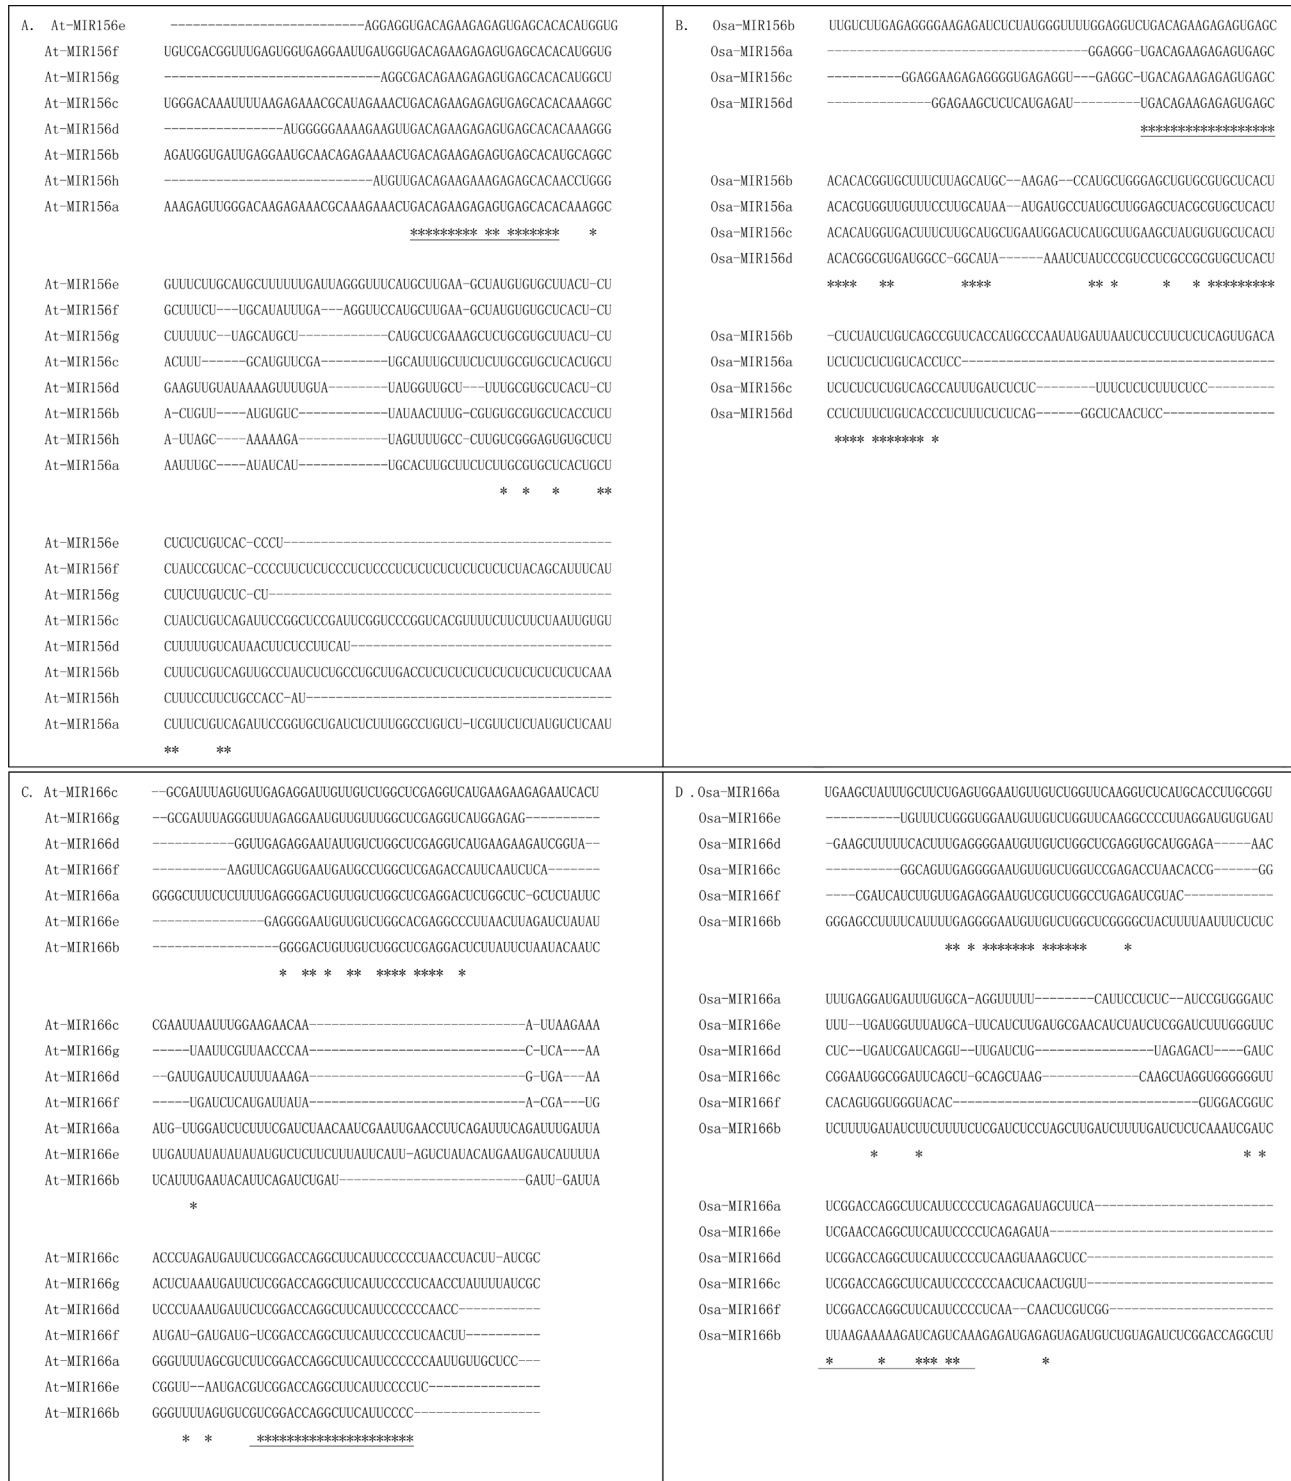 A. At-MIR156e -------------------------AGGAGGUGACAGAAGAGAGUGAGCACACAUGGUG
At-MIR156f UGUCGACGGUUUGAGUGGUGAGGAAUUGAUGGUGACAGAAGAGAGUGAGCACACAUGGUG
At-MIR156g -----------------------------AGGCGACAGAAGAGAGUGAGCACACAUGGCU
At-MIR156c UGGGACAAAUUUUAAGAGAAACGCAUAGAAACUGACAGAAGAGAGUGAGCACACAAAGGC
At-MIR156d ----------------AUGGGGGAAAAGAAGUUGACAGAAGAGAGUGAGCACACAAAGGG
At-MIR156b AGAUGGUGAUUGAGGAAUGCAACAGAGAAAACUGACAGAAGAGAGUGAGCACAUGCAGGC
At-MIR156h ----------------------------AUGUUGACAGAAGAAAGAGAGCACAACCUGGG
At-MIR156a AAAGAGUUGGGACAAGAGAAACGCAAAGAAACUGACAGAAGAGAGUGAGCACACAAAGGC
********* ** ******* *
At-MIR156e GUUUCUUGCAUGCUUUUUUGAUUAGGGUUUCAUGCUUGAA-GCUAUGUGUGCUUACU-CU
At-MIR156f GCUUUCU---UGCAUAUUUGA---AGGUUCCAUGCUUGAA-GCUAUGUGUGCUCACU-CU
At-MIR156g CUUUUUC--UAGCAUGCU------CAUGCUCGAAAGCUCUGCGUGCUUACU-CU
At-MIR156c ACUUU------GCAUGUUCGA-------UGCAUUUGCUUCUCUUGCGUGCUCACUGCU
At-MIR156d GAAGUUGUAUAAAAGUUUUGUA--------UAUGGUUGCU---UUUGCGUGCUCACU-CU
At-MIR156b A-CUGUU----AUGUGUC------------UAUAACUUUG-CGUGUGCGUGCUCACCUCU
At-MIR156h A-UUAGC----AAAAAGA------------UAGUUUUGCC-CUUGUCGGGAGUGUGCUCU
At-MIR156a AAUUUGC----AUAUCAU------------UGCACUUGCUUCUCUUGCGUGCUCACUGCU
* * * **
At-MIR156e CUCUCUGUCAC-CCCU--------------------------------------------
At-MIR156f CUAUCCGUCAC-CCCCUUCUCUCCCUCUCCCUCUCUCUCUCUCUCUCUACAGCAUUUCAU
At-MIR156g CUUCUUGUCUC-CU----------------------------------------------
At-MIR156c CUAUCUGUCAGAUUCCGGCUCCGAUUCGGUCCCGGUCACGUUUUCUUCUUCUAAUUGUGU
At-MIR156d CUUUUUGUCAUAACUUCUCCUUCAU-----------------------------------
At-MIR156b CUUUCUGUCAGUUGCCUAUCUCUGCCUGCUUGACCUCUCUCUCUCUCUCUCUCUCUCAAA
At-MIR156h CUUUCCUUCUGCCACC-AU-----------------------------------------
At-MIR156a CUUUCUGUCAGAUUCCGGUGCUGAUCUCUUUGGCCUGUCU-UCGUUCUCUAUGUCUCAAU
** **
B. Osa-MIR156b UUGUCUUGAGAGGGGAAGAGAUCUCUAUGGGUUUUGGAGGUCUGACAGAAGAGAGUGAGC
Osa-MIR156a -----------------------------------GGAGGG-UGACAGAAGAGAGUGAGC
Osa-MIR156c ----------GGAGGAAGAGAGGGGUGAGAGGU---GAGGC-UGACAGAAGAGAGUGAGC
Osa-MIR156d --------------GGAGAAGCUCUCAUGAGAU---------UGACAGAAGAGAGUGAGC
******************
Osa-MIR156b ACACACGGUGCUUUCUUAGCAUGC--AAGAG--CCAUGCUGGGAGCUGUGCGUGCUCACU
Osa-MIR156a ACACGUGGUUGUUUCCUUGCAUAA--AUGAUGCCUAUGCUUGGAGCUACGCGUGCUCACU
Osa-MIR156c ACACAUGGUGACUUUCUUGCAUGCUGAAUGGACUCAUGCUUGAAGCUAUGUGUGCUCACU
Osa-MIR156d ACACGGCGUGAUGGCC-GGCAUA------AAAUCUAUCCCGUCCUCGCCGCGUGCUCACU
**** ** **** ** * * * *********
Osa-MIR156b -CUCUAUCUGUCAGCCGUUCACCAUGCCCAAUAUGAUUAAUCUCCUUCUCUCAGUUGACA
Osa-MIR156a UCUCUCUCUGUCACCUCC------------------------------------------
Osa-MIR156c UCUCUCUCUGUCAGCCAUUUGAUCUCUC--------UUUCUCUCUUUCUCC---------
Osa-MIR156d CCUCUUUCUGUCACCCUCUUUCUCUCAG------GGCUCAACUCC---------------
**** ******* *
C. At-MIR166c --GCGAUUUAGUGUUGAGAGGAUUGUUGUCUGGCUCGAGGUCAUGAAGAAGAGAAUCACU
At-MIR166g --GCGAUUUAGGGUUUAGAGGAAUGUUGUUUGGCUCGAGGUCAUGGAGAG----------
At-MIR166d -----------GGUUGAGAGGAAUAUUGUCUGGCUCGAGGUCAUGAAGAAGAUCGGUA--
At-MIR166f ----------AAGUUCAGGUGAAUGAUGCCUGGCUCGAGACCAUUCAAUCUCA-------
At-MIR166a GGGGCUUUCUCUUUUGAGGGGACUGUUGUCUGGCUCGAGGACUCUGGCUC-GCUCUAUUC
At-MIR166e ---------------GAGGGGAAUGUUGUCUGGCACGAGGCCCUUAACUUAGAUCUAUAU
At-MIR166b -----------------GGGGACUGUUGUCUGGCUCGAGGACUCUUAUUCUAAUACAAUC
* ** * ** **** **** *
At-MIR166c CGAAUUAAUUUGGAAGAACAA-----------------------------A-UUAAGAAA
At-MIR166g -----UAAUUCGUUAACCCAA-----------------------------C-UCA---AA
At-MIR166d --GAUUGAUUCAUUUUAAAGA-----------------------------G-UGA---AA
At-MIR166f -----UGAUCUCAUGAUUAUA-----------------------------A-CGA---UG
At-MIR166a AUG-UUGGAUCUCUUUCGAUCUAACAAUCGAAUUGAACCUUCAGAUUUCAGAUUUGAUUA
At-MIR166e UUGAUUAUAUAUAUAUGUCUCUUCUUUAUUCAUU-AGUCUAUACAUGAAUGAUCAUUUUA
At-MIR166b UCAUUUGAAUACAUUCAGAUCUGAU-------------------------GAUU-GAUUA
*
At-MIR166c ACCCUAGAUGAUUCUCGGACCAGGCUUCAUUCCCCCUAACCUACUU-AUCGC
At-MIR166g ACUCUAAAUGAUUCUCGGACCAGGCUUCAUUCCCCUCAACCUAUUUUAUCGC
At-MIR166d UCCCUAAAUGAUUCUCGGACCAGGCUUCAUUCCCCCCAACC-----------
At-MIR166f AUGAU-GAUGAUG-UCGGACCAGGCUUCAUUCCCCUCAACUU----------
At-MIR166a GGGUUUUAGCGUCUUCGGACCAGGCUUCAUUCCCCCCAAUUGUUGCUCC---
At-MIR166e CGGUU--AAUGACGUCGGACCAGGCUUCAUUCCCCUC---------------
At-MIR166b GGGUUUUAGUGUCGUCGGACCAGGCUUCAUUCCCC-----------------
* * *********************
D .Osa-MIR166a UGAAGCUAUUUGCUUCUGAGUGGAAUGUUGUCUGGUUCAAGGUCUCAUGCACCUUGCGGU
Osa-MIR166e ----------UGUUUCUGGGUGGAAUGUUGUCUGGUUCAAGGCCCCUUAGGAUGUGUGAU
Osa-MIR166d -GAAGCUUUUUCACUUUGAGGGGAAUGUUGUCUGGCUCGAGGUGCAUGGAGA-----AAC
Osa-MIR166c ----------GGCAGUUGAGGGGAAUGUUGUCUGGUCCGAGACCUAACACCG------GG
Osa-MIR166f ----CGAUCAUCUUGUUGAGAGGAAUGUCGUCUGGCCUGAGAUCGUAC------------
Osa-MIR166b GGGAGCCUUUUCAUUUUGAGGGGAAUGUUGUCUGGCUCGGGGCUACUUUUAAUUUCUCUC
** * ******* ****** *
Osa-MIR166a UUUGAGGAUGAUUUGUGCA-AGGUUUUU--------CAUUCCUCUC--AUCCGUGGGAUC
Osa-MIR166e UUU--UGAUGGUUUAUGCA-UUCAUCUUGAUGCGAACAUCUAUCUCGGAUCUUUGGGUUC
Osa-MIR166d CUC--UGAUCGAUCAGGU--UUGAUCUG---------------UAGAGACU----GAUC
Osa-MIR166c CGGAAUGGCGGAUUCAGCU-GCAGCUAAG------------CAAGCUAGGUGGGGGGUU
Osa-MIR166f CACAGUGGUGGGUACAC---------------------------------GUGGACGGUC
Osa-MIR166b UCUUUUGAUAUCUUCUUUUCUCGAUCUCCUAGCUUGAUCUUUUGAUCUCUCAAAUCGAUC
* * * *
Osa-MIR166a UCGGACCAGGCUUCAUUCCCCUCAGAGAUAGCUUCA------------------------
Osa-MIR166e UCGAACCAGGCUUCAUUCCCCUCAGAGAUA------------------------------
Osa-MIR166d UCGGACCAGGCUUCAUUCCCCUCAAGUAAAGCUCC-------------------------
Osa-MIR166c UCGGACCAGGCUUCAUUCCCCCCAACUCAACUGUU-------------------------
Osa-MIR166f UCGGACCAGGCUUCAUUCCCCUCAA--CAACUCGUCGG----------------------
Osa-MIR166b UUAAGAAAAAGAUCAGUCAAAGAGAUGAGAGUAGAUGUCUGUAGAUCUCGGACCAGGCUU
* * *** ** *